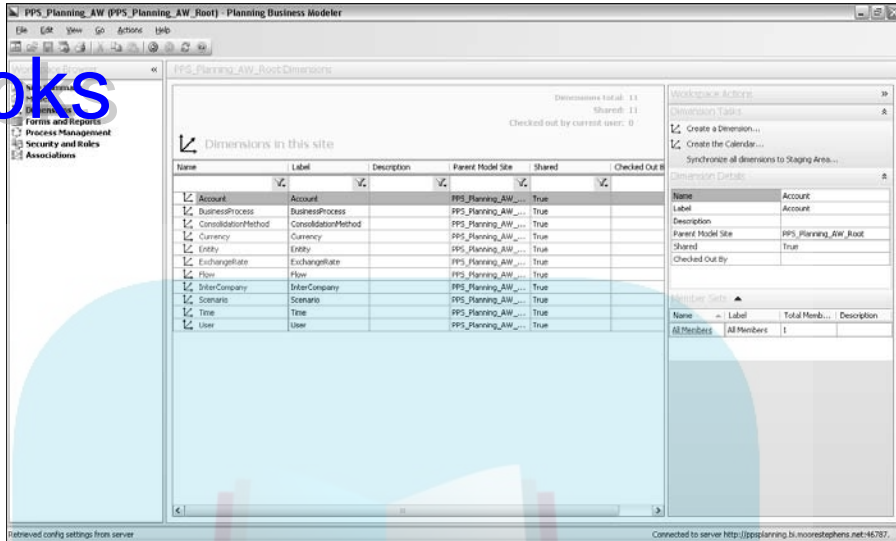 PPS_Planning_AW (PPS_Planning_AW_Root) - Planning Business Modeler
File Edit View Go Actions Help
oks
PPS_Planning_AW_Root:Dimensions
Forms and Reports
Process Management
Security and Roles
Associations
Dimensions total: 11
Shared: 11
Checked out by current user: 0
Dimensions in this site
Name Label Description Parent Model Site Shared Checked Out B
Account Account PPS_Planning_AW_... True
BusinessProcess BusinessProcess PPS_Planning_AW_... True
ConsolidationMethod ConsolidationMethod PPS_Planning_AW_... True
Currency Currency PPS_Planning_AW_... True
Entity Entity PPS_Planning_AW_... True
ExchangeRate ExchangeRate PPS_Planning_AW_... True
Flow Flow PPS_Planning_AW_... True
InterCompany InterCompany PPS_Planning_AW_... True
Scenario Scenario PPS_Planning_AW_... True
Time Time PPS_Planning_AW_... True
User User PPS_Planning_AW_... True
Workspace Actions
Dimension Tasks
Create a Dimension...
Create the Calendar...
Synchronize all dimensions to Staging Area...
Dimension Details
Name Account
Label Account
Description
Parent Model Site PPS_Planning_AW_Root
Shared True
Checked Out By
Member Sets
Name Label Total Memb... Description
All Members All Members 1
Retrieved config settings from server
Connected to server http://ppsplanning.bi.moorestephens.net:46787.